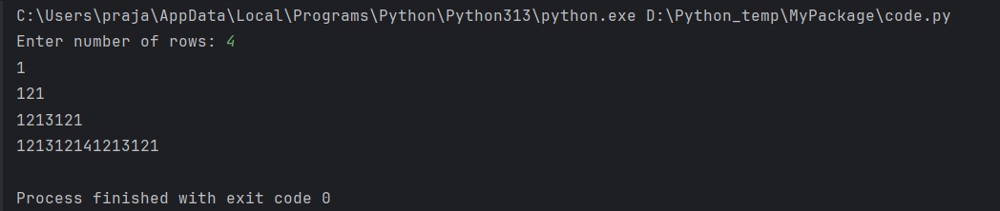 C:\Users\praja\AppData\Local\Programs\Python\Python313\python.exe D:\Python_temp\MyPackage\code.py
Enter number of rows: 4
1
121
1213121
121312141213121
Process finished with exit code 0